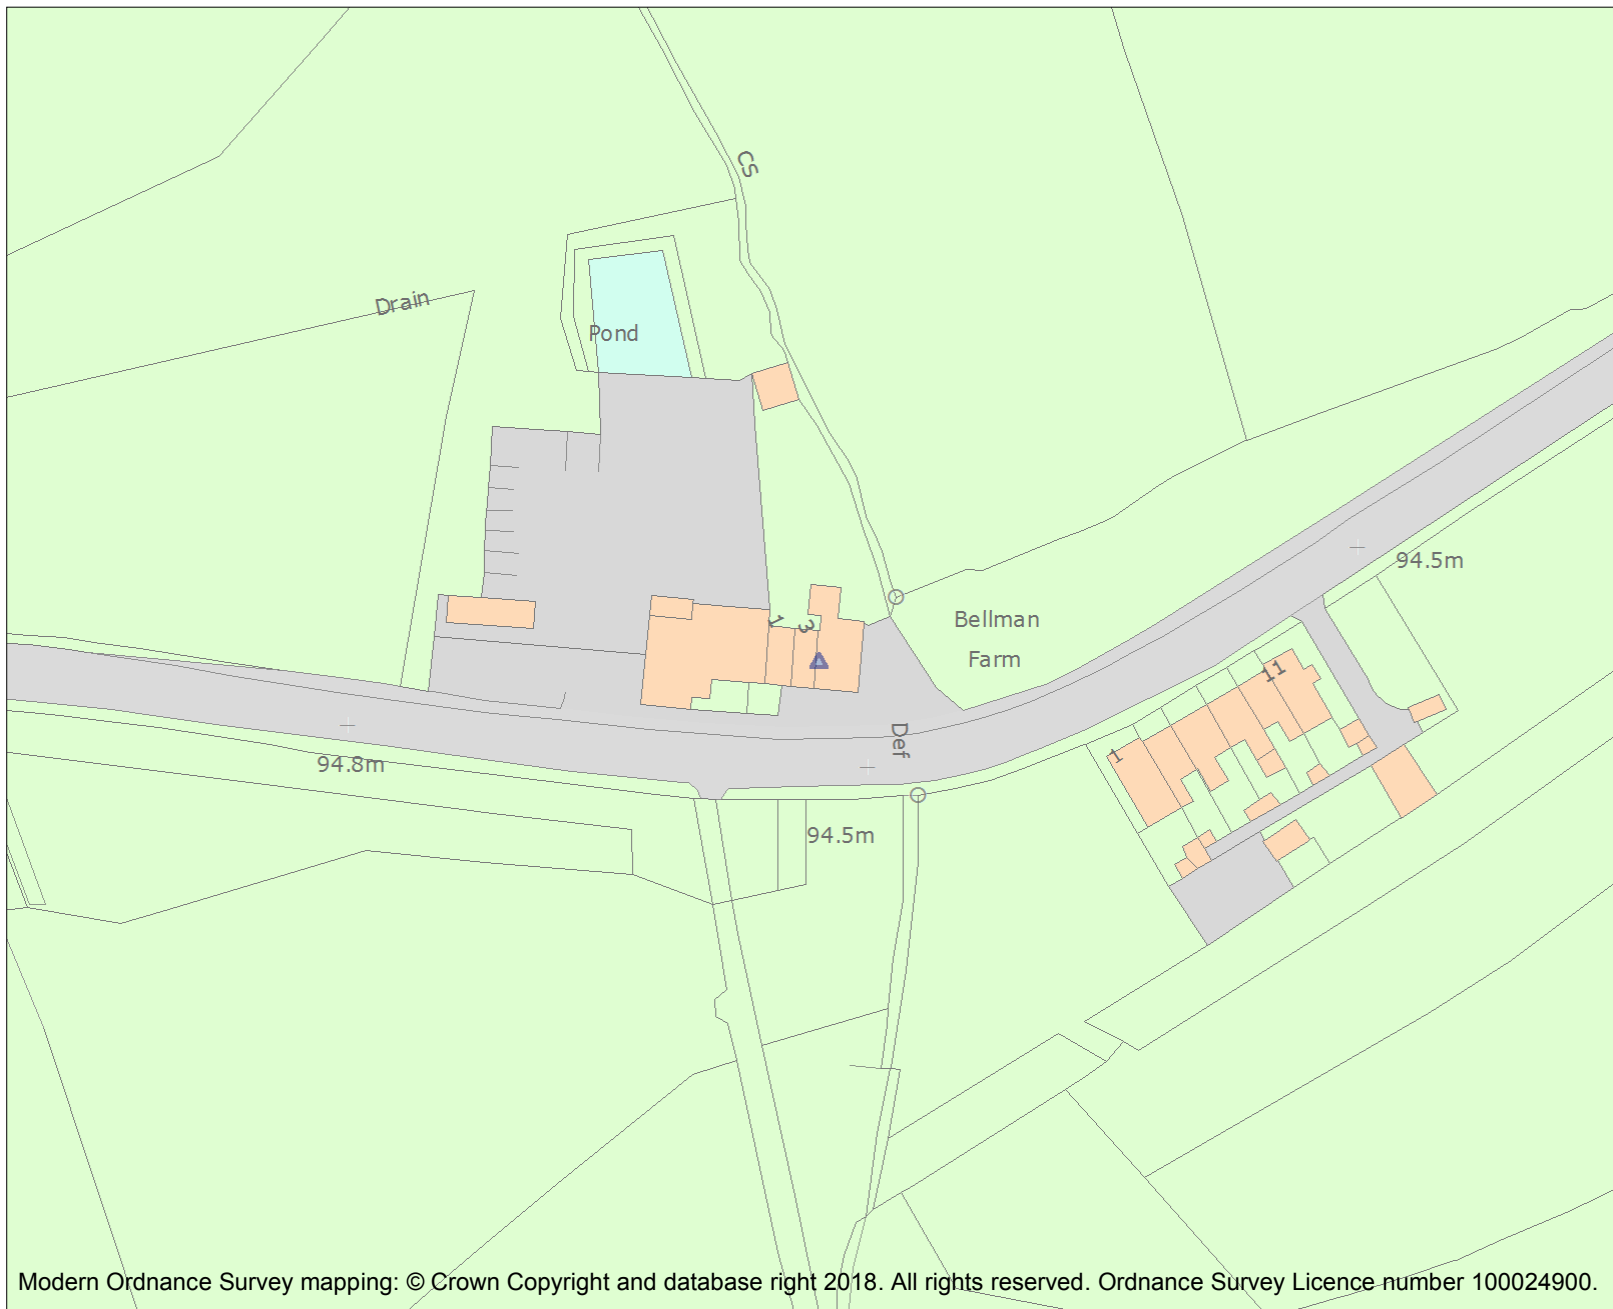 CS
Drain
Pond
94.5m
Bellman
Farm
1
3
11
Def
1
94.8m
94.5m
Modern Ordnance Survey mapping: © Crown Copyright and database right 2018. All rights reserved. Ordnance Survey Licence number 100024900.